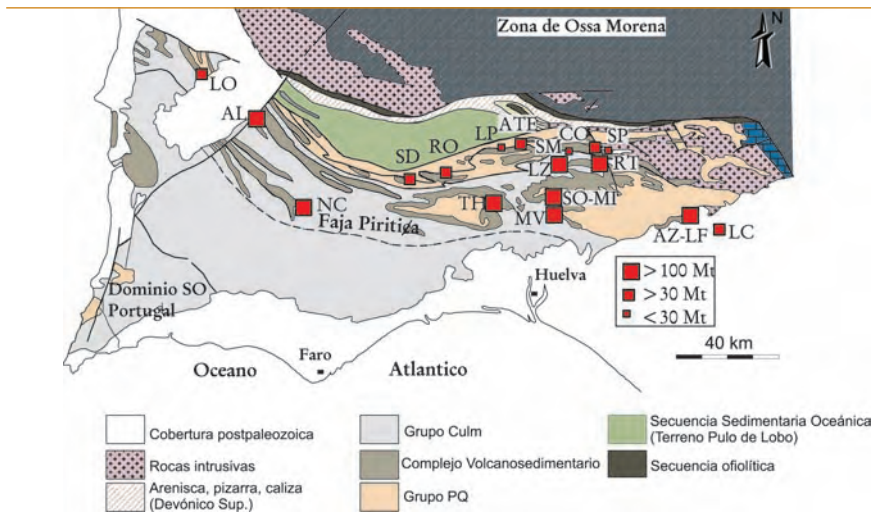 Zona de Ossa Morena
N
LO
AL
ATE
LP
CO
SP
SM
RO
SD
LZ
RT
NC
TH
SO-MI
MV
AZ-LF
LC
Faja Piritica
Dominio SO
Portugal
Huelva
> 100 Mt
> 30 Mt
< 30 Mt
40 km
Faro
Oceano
Atlantico
Cobertura postpaleozoica
Rocas intrusivas
Arenisca, pizarra, caliza
(Devónico Sup.)
Grupo Culm
Complejo Volcanosedimentario
Grupo PQ
Secuencia Sedimentaria Oceánica
(Terreno Pulo de Lobo)
Secuencia ofiolítica